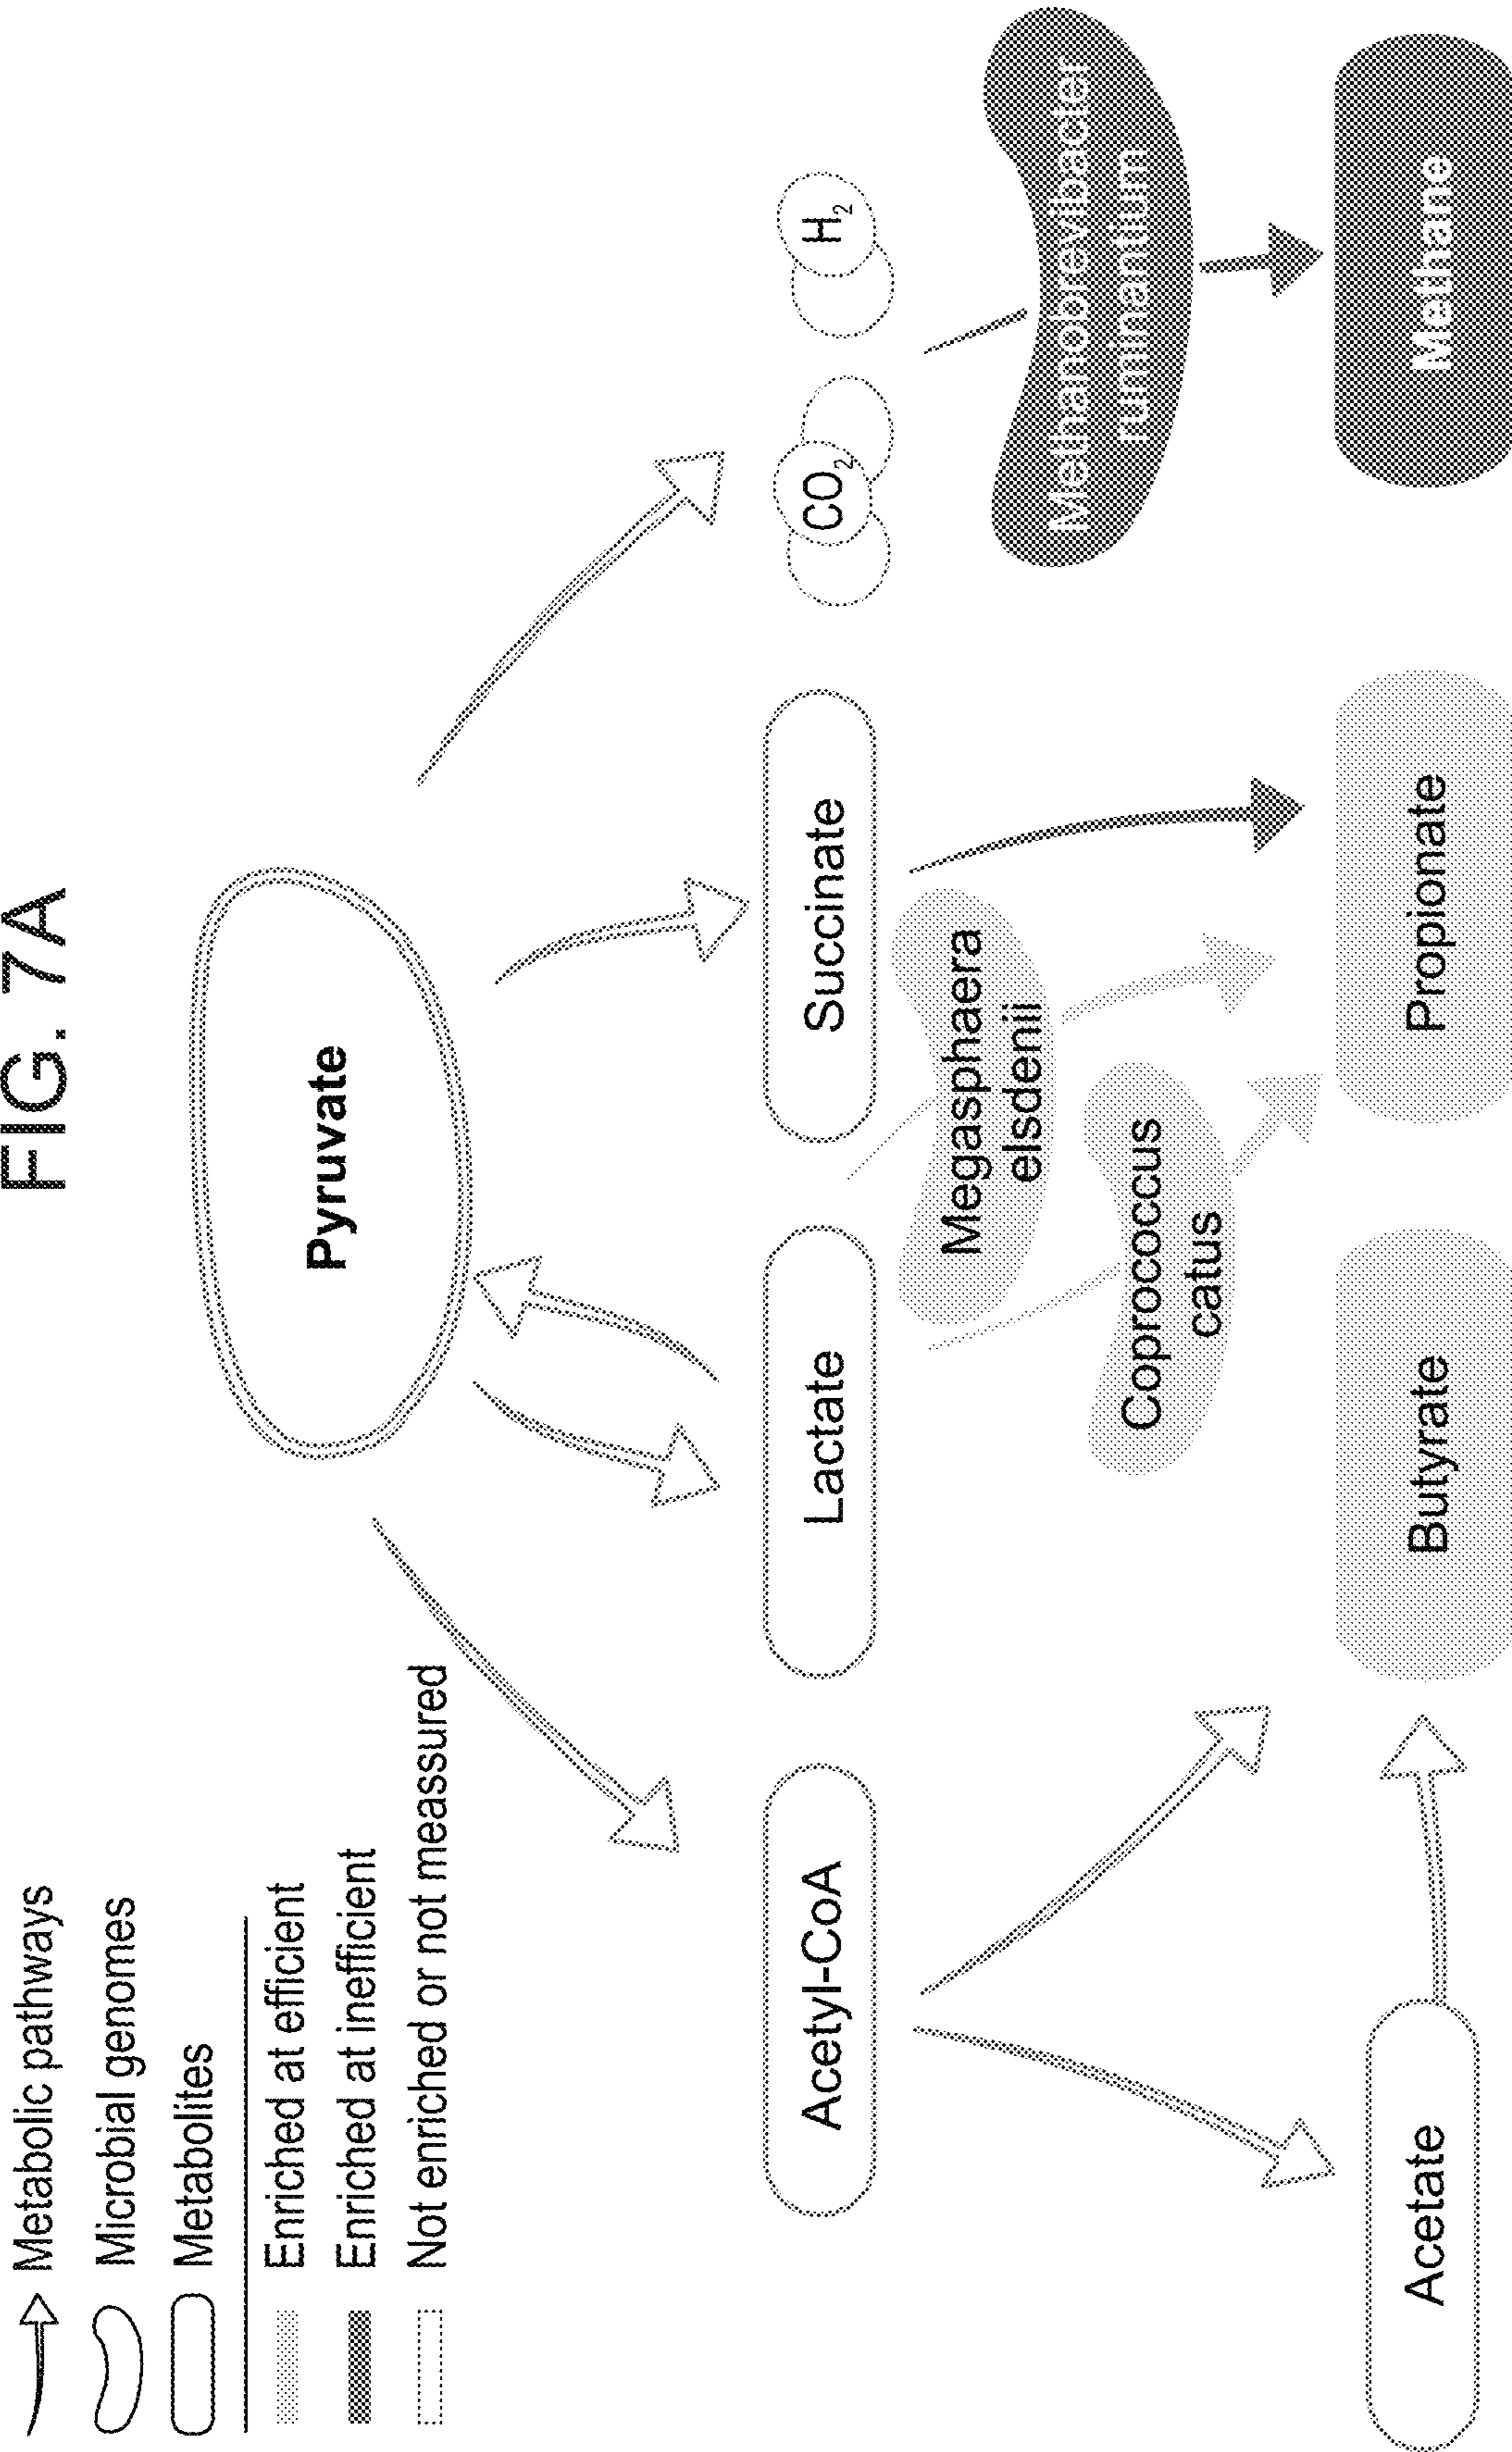 FIG. 7A
Metabolic pathways
Microbial genomes
Metabolites
Enriched at efficient
Enriched at inefficient
Not enriched or not meassured
Pyruvate
Acetyl-CoA
Lactate
Succinate
CO2
H2
Megasphaera
elsdenii
Coprococcus
catus
Methanobrevibacter
ruminantium
Acetate
Butyrate
Propionate
Methane